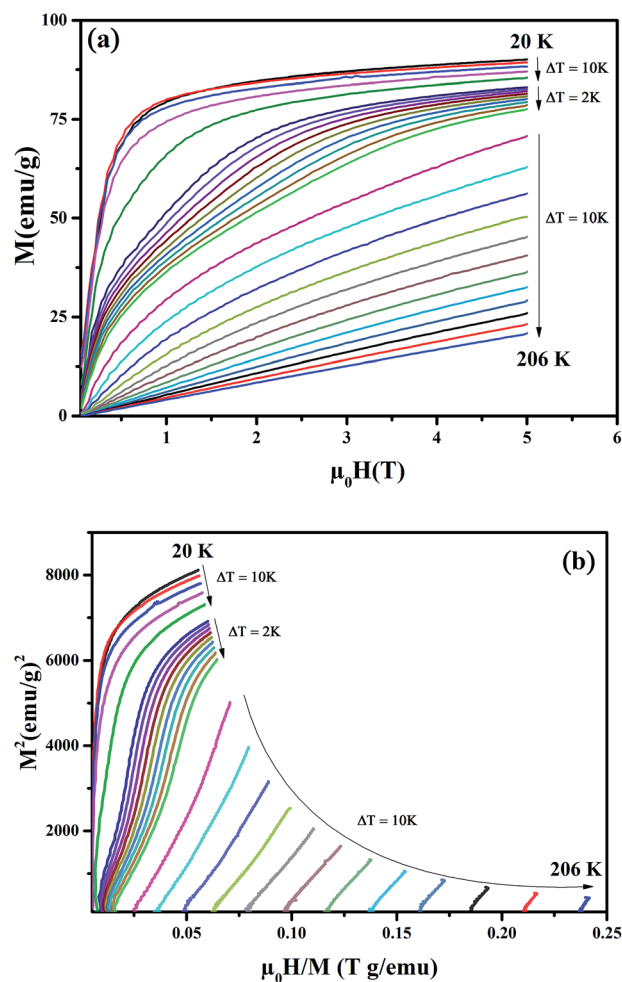 (a)
20 K
ΔT = 10K
ΔT = 2K
ΔT = 10K
206 K
M(emu/g)
100
75
50
25
0
1 2 3 4 5 6
μ₀H(T)
(b)
20 K
ΔT = 10K
ΔT = 2K
ΔT = 10K
206 K
M²(emu/g)²
8000
6000
4000
2000
0.05 0.10 0.15 0.20 0.25
μ₀H/M (T g/emu)